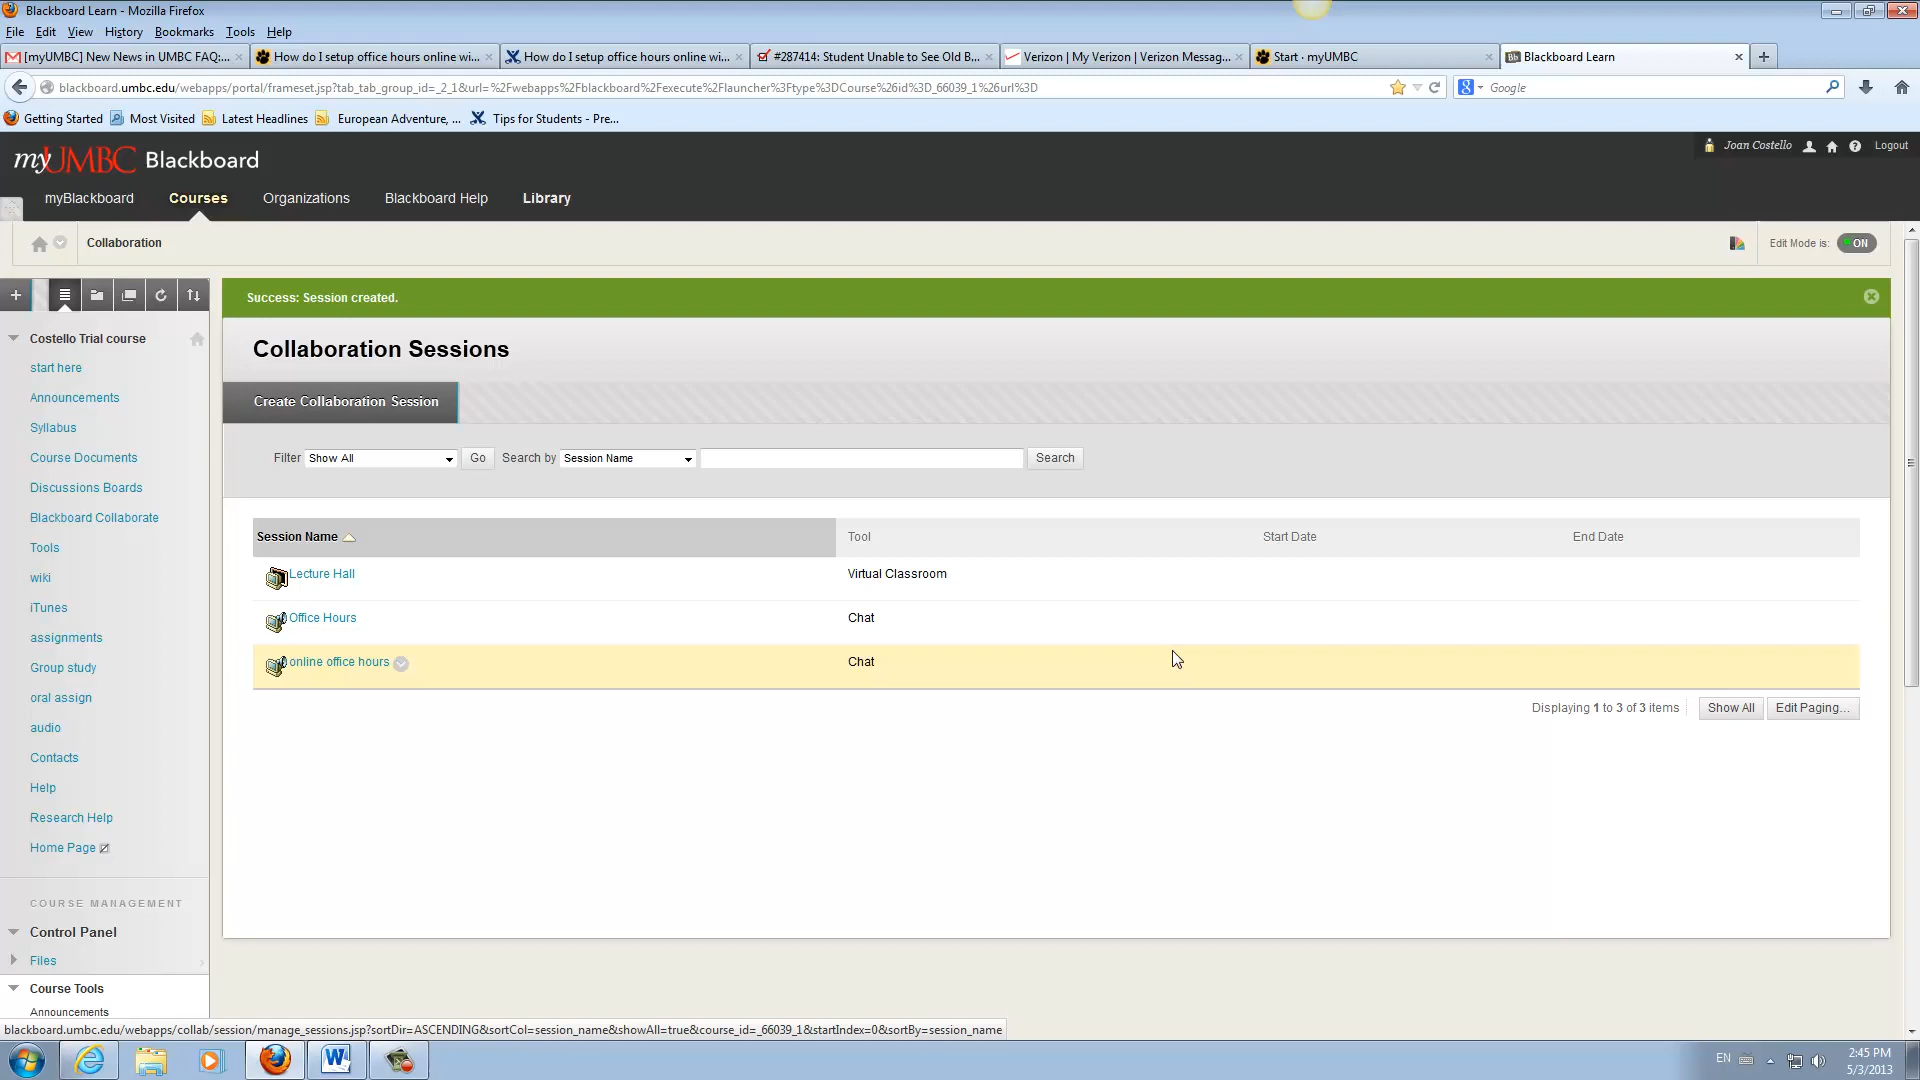 Blackboard Learn - Mozilla Firefox
File Edit View History Bookmarks Tools Help
[myUMBC] New News in UMBC FAQ:... How do I setup office hours online wi... How do I setup office hours online wi... #287414: Student Unable to See Old B... Verizon | My Verizon | Verizon Messag... Start · myUMBC Blackboard Learn
blackboard.umbc.edu/webapps/portal/frameset.jsp?tab_tab_group_id=_2_1&url=%2Fwebapps%2Fblackboard%2Fexecute%2Flauncher%3Ftype%3DCourse%26id%3D_66039_1%26url%3D Google
Getting Started Most Visited Latest Headlines European Adventure, ... Tips for Students - Pre...
myUMBC Blackboard Joan Costello Logout
myBlackboard Courses Organizations Blackboard Help Library
Collaboration Edit Mode is: ON
Success: Session created.
Collaboration Sessions
Create Collaboration Session
Filter Show All Go Search by Session Name Search
Session Name Tool Start Date End Date
Lecture Hall Virtual Classroom
Office Hours Chat
online office hours Chat
Displaying 1 to 3 of 3 items Show All Edit Paging...
Costello Trial course
start here
Announcements
Syllabus
Course Documents
Discussions Boards
Blackboard Collaborate
Tools
wiki
iTunes
assignments
Group study
oral assign
audio
Contacts
Help
Research Help
Home Page
COURSE MANAGEMENT
Control Panel
Files
Course Tools
Announcements
blackboard.umbc.edu/webapps/collab/session/manage_sessions.jsp?sortDir=ASCENDING&sortCol=session_name&showAll=true&course_id=_66039_1&startIndex=0&sortBy=session_name
EN 2:45 PM
5/3/2013